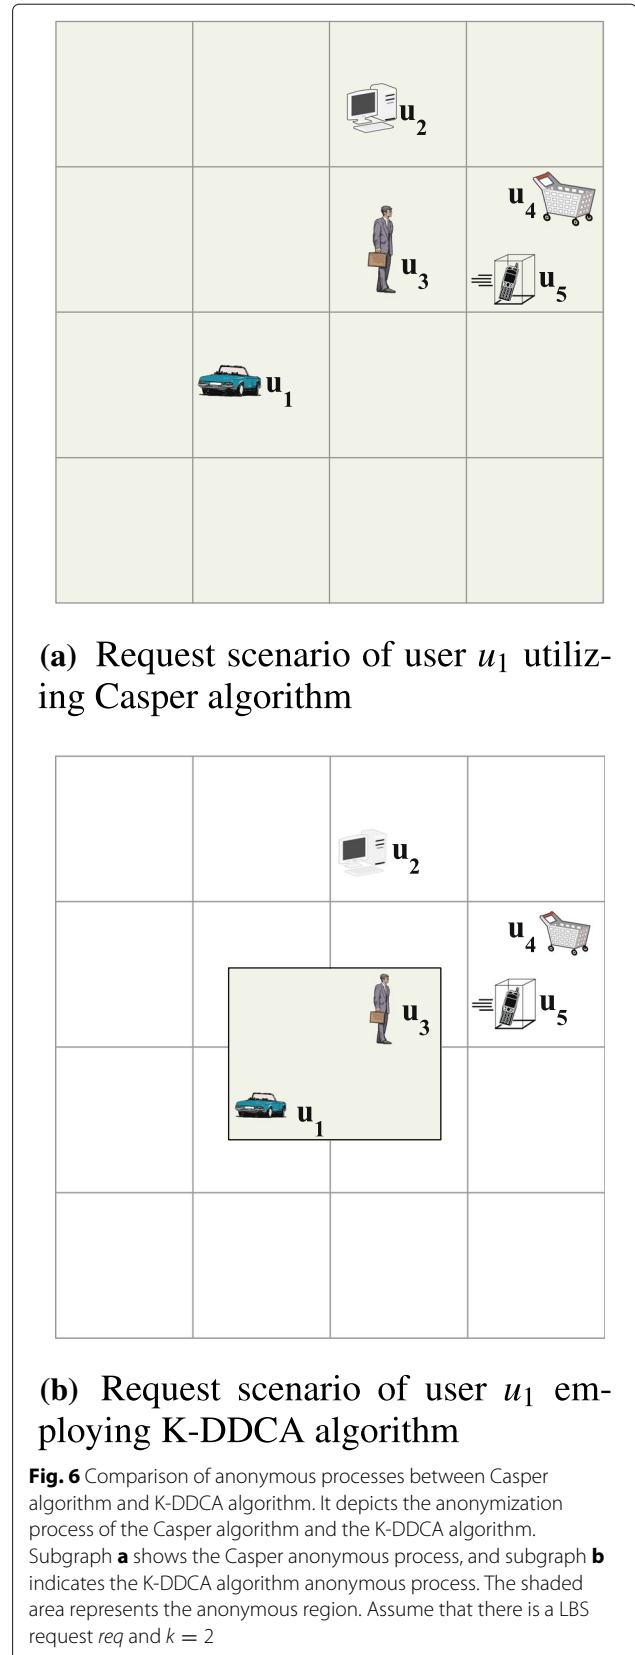 u2
u4
u3
u5
u1
(a) Request scenario of user u1 utiliz-
ing Casper algorithm
u2
u4
u3
u5
u1
(b) Request scenario of user u1 em-
ploying K-DDCA algorithm
Fig. 6 Comparison of anonymous processes between Casper
algorithm and K-DDCA algorithm. It depicts the anonymization
process of the Casper algorithm and the K-DDCA algorithm.
Subgraph a shows the Casper anonymous process, and subgraph b
indicates the K-DDCA algorithm anonymous process. The shaded
area represents the anonymous region. Assume that there is a LBS
request req and k = 2